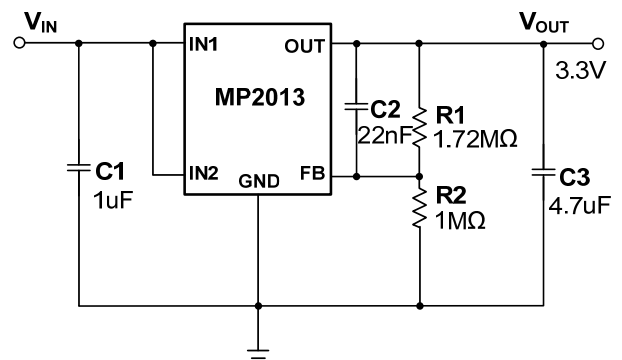 VIN
VOUT
IN1
OUT
3.3V
MP2013
C2
22nF
R1
1.72MΩ
C1
1uF
IN2
GND
FB
R2
1MΩ
C3
4.7uF